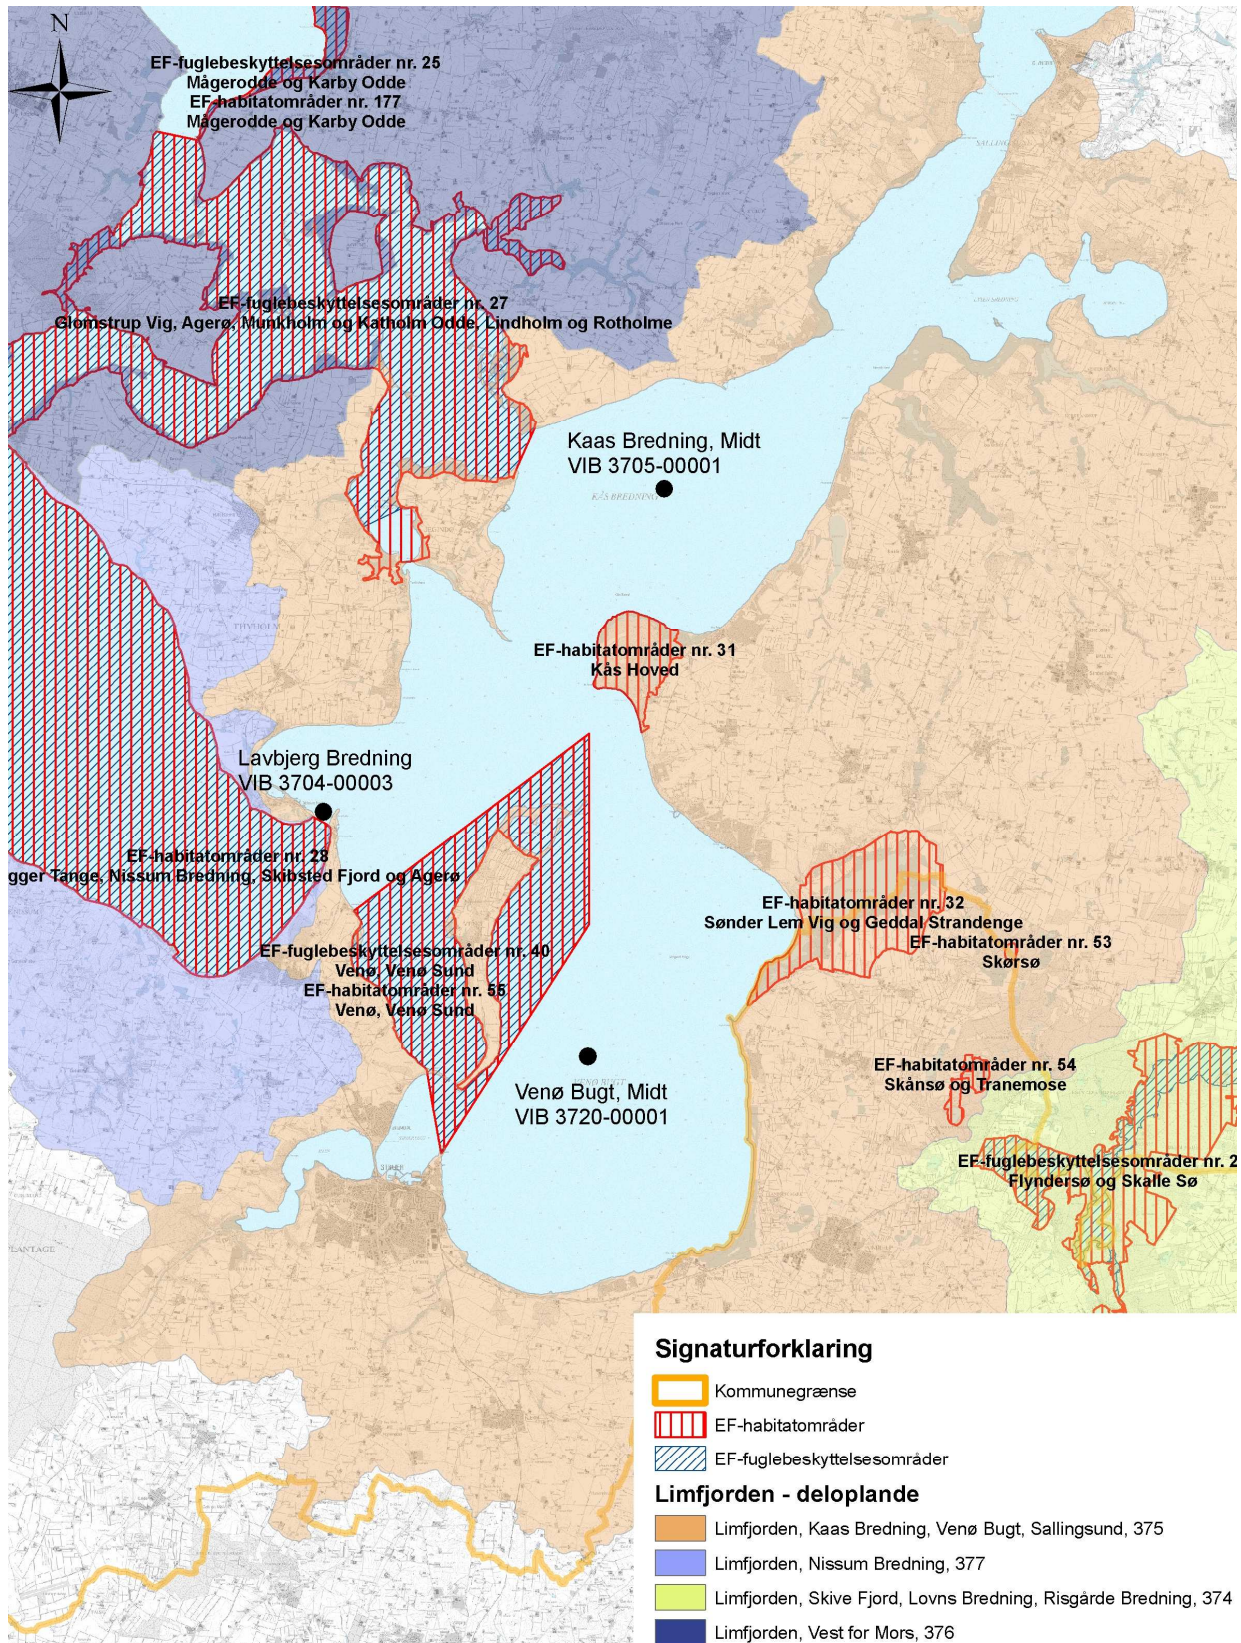 N
EF-fuglebeskyttelsesområder nr. 25
Mågerodde og Karby Odde
EF-habitatområder nr. 177
Mågerodde og Karby Odde
SALLING
EF-fuglebeskyttelsesområder nr. 27
Glomstrup Vig, Agerø, Munkholm og Katholm Odde, Lindholm og Rotholme
Kaas Bredning, Midt
VIB 3705-00001
KÅS BREDNING
THYHOLM
EF-habitatområder nr. 31
Kås Hoved
Lavbjerg Bredning
VIB 3704-00003
EF-habitatområder nr. 28
gger Tange, Nissum Bredning, Skibsted Fjord og Agerø
EF-habitatområder nr. 32
Sønder Lem Vig og Geddal Strandenge
EF-habitatområder nr. 53
Skørsø
EF-fuglebeskyttelsesområder nr. 40
Venø, Venø Sund
EF-habitatområder nr. 55
Venø, Venø Sund
EF-habitatområder nr. 54
Skånsø og Tranemose
VENØ BUGT
Venø Bugt, Midt
VIB 3720-00001
EF-fuglebeskyttelsesområder nr. 2
Flyndersø og Skalle Sø
PLANTAGE
Signaturforklaring
Kommunegrænse
EF-habitatområder
EF-fuglebeskyttelsesområder
Limfjorden - deloplande
Limfjorden, Kaas Bredning, Venø Bugt, Sallingsund, 375
Limfjorden, Nissum Bredning, 377
Limfjorden, Skive Fjord, Lovns Bredning, Risgårde Bredning, 374
Limfjorden, Vest for Mors, 376